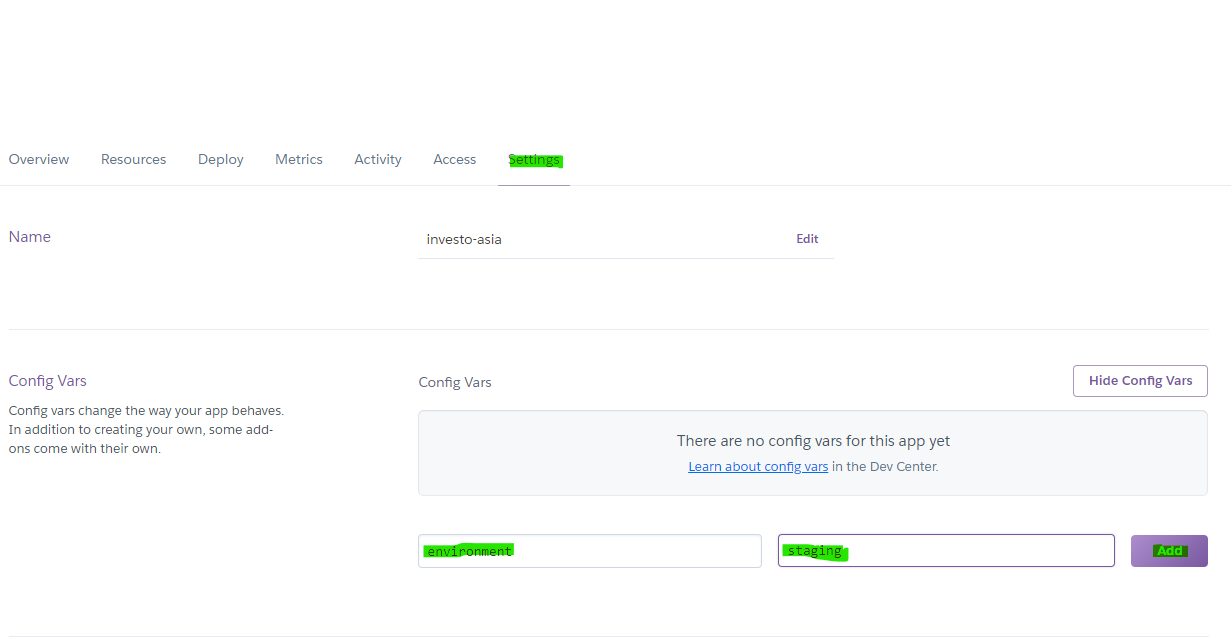 Overview Resources Deploy Metrics Activity Access Settings
Name
investo-asia Edit
Config Vars
Config vars change the way your app behaves.
In addition to creating your own, some add-
ons come with their own.
Config Vars
Hide Config Vars
There are no config vars for this app yet
Learn about config vars in the Dev Center.
environment staging Add